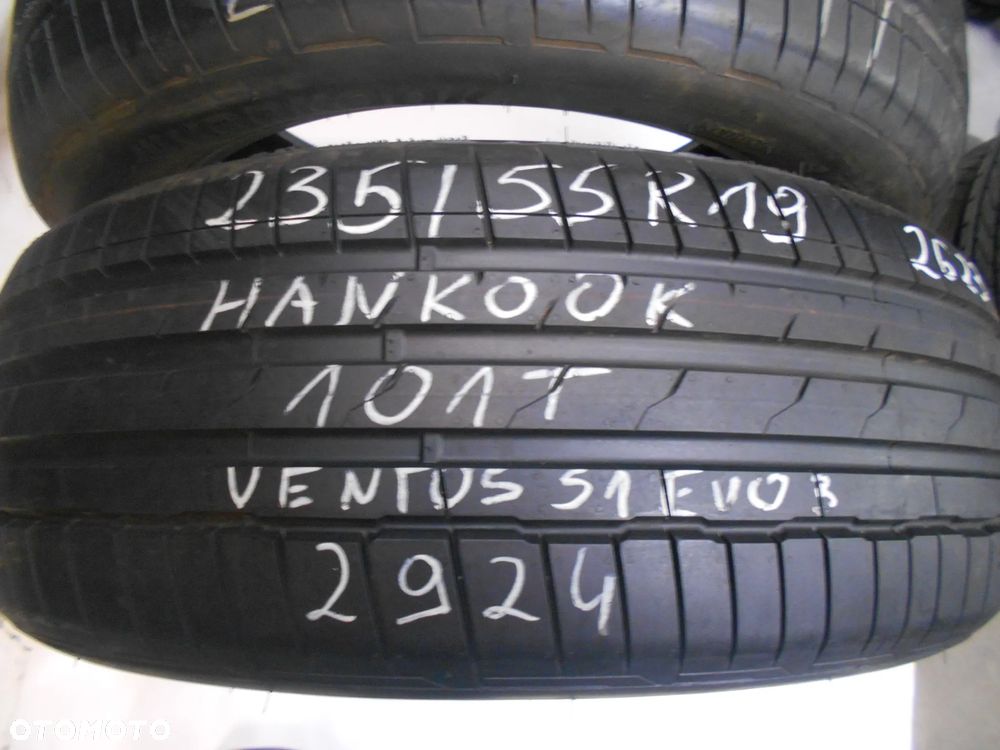 235/55R19
HANKOOK
101T
VENTUS S1 EVO 3
2924
OTOMOTO